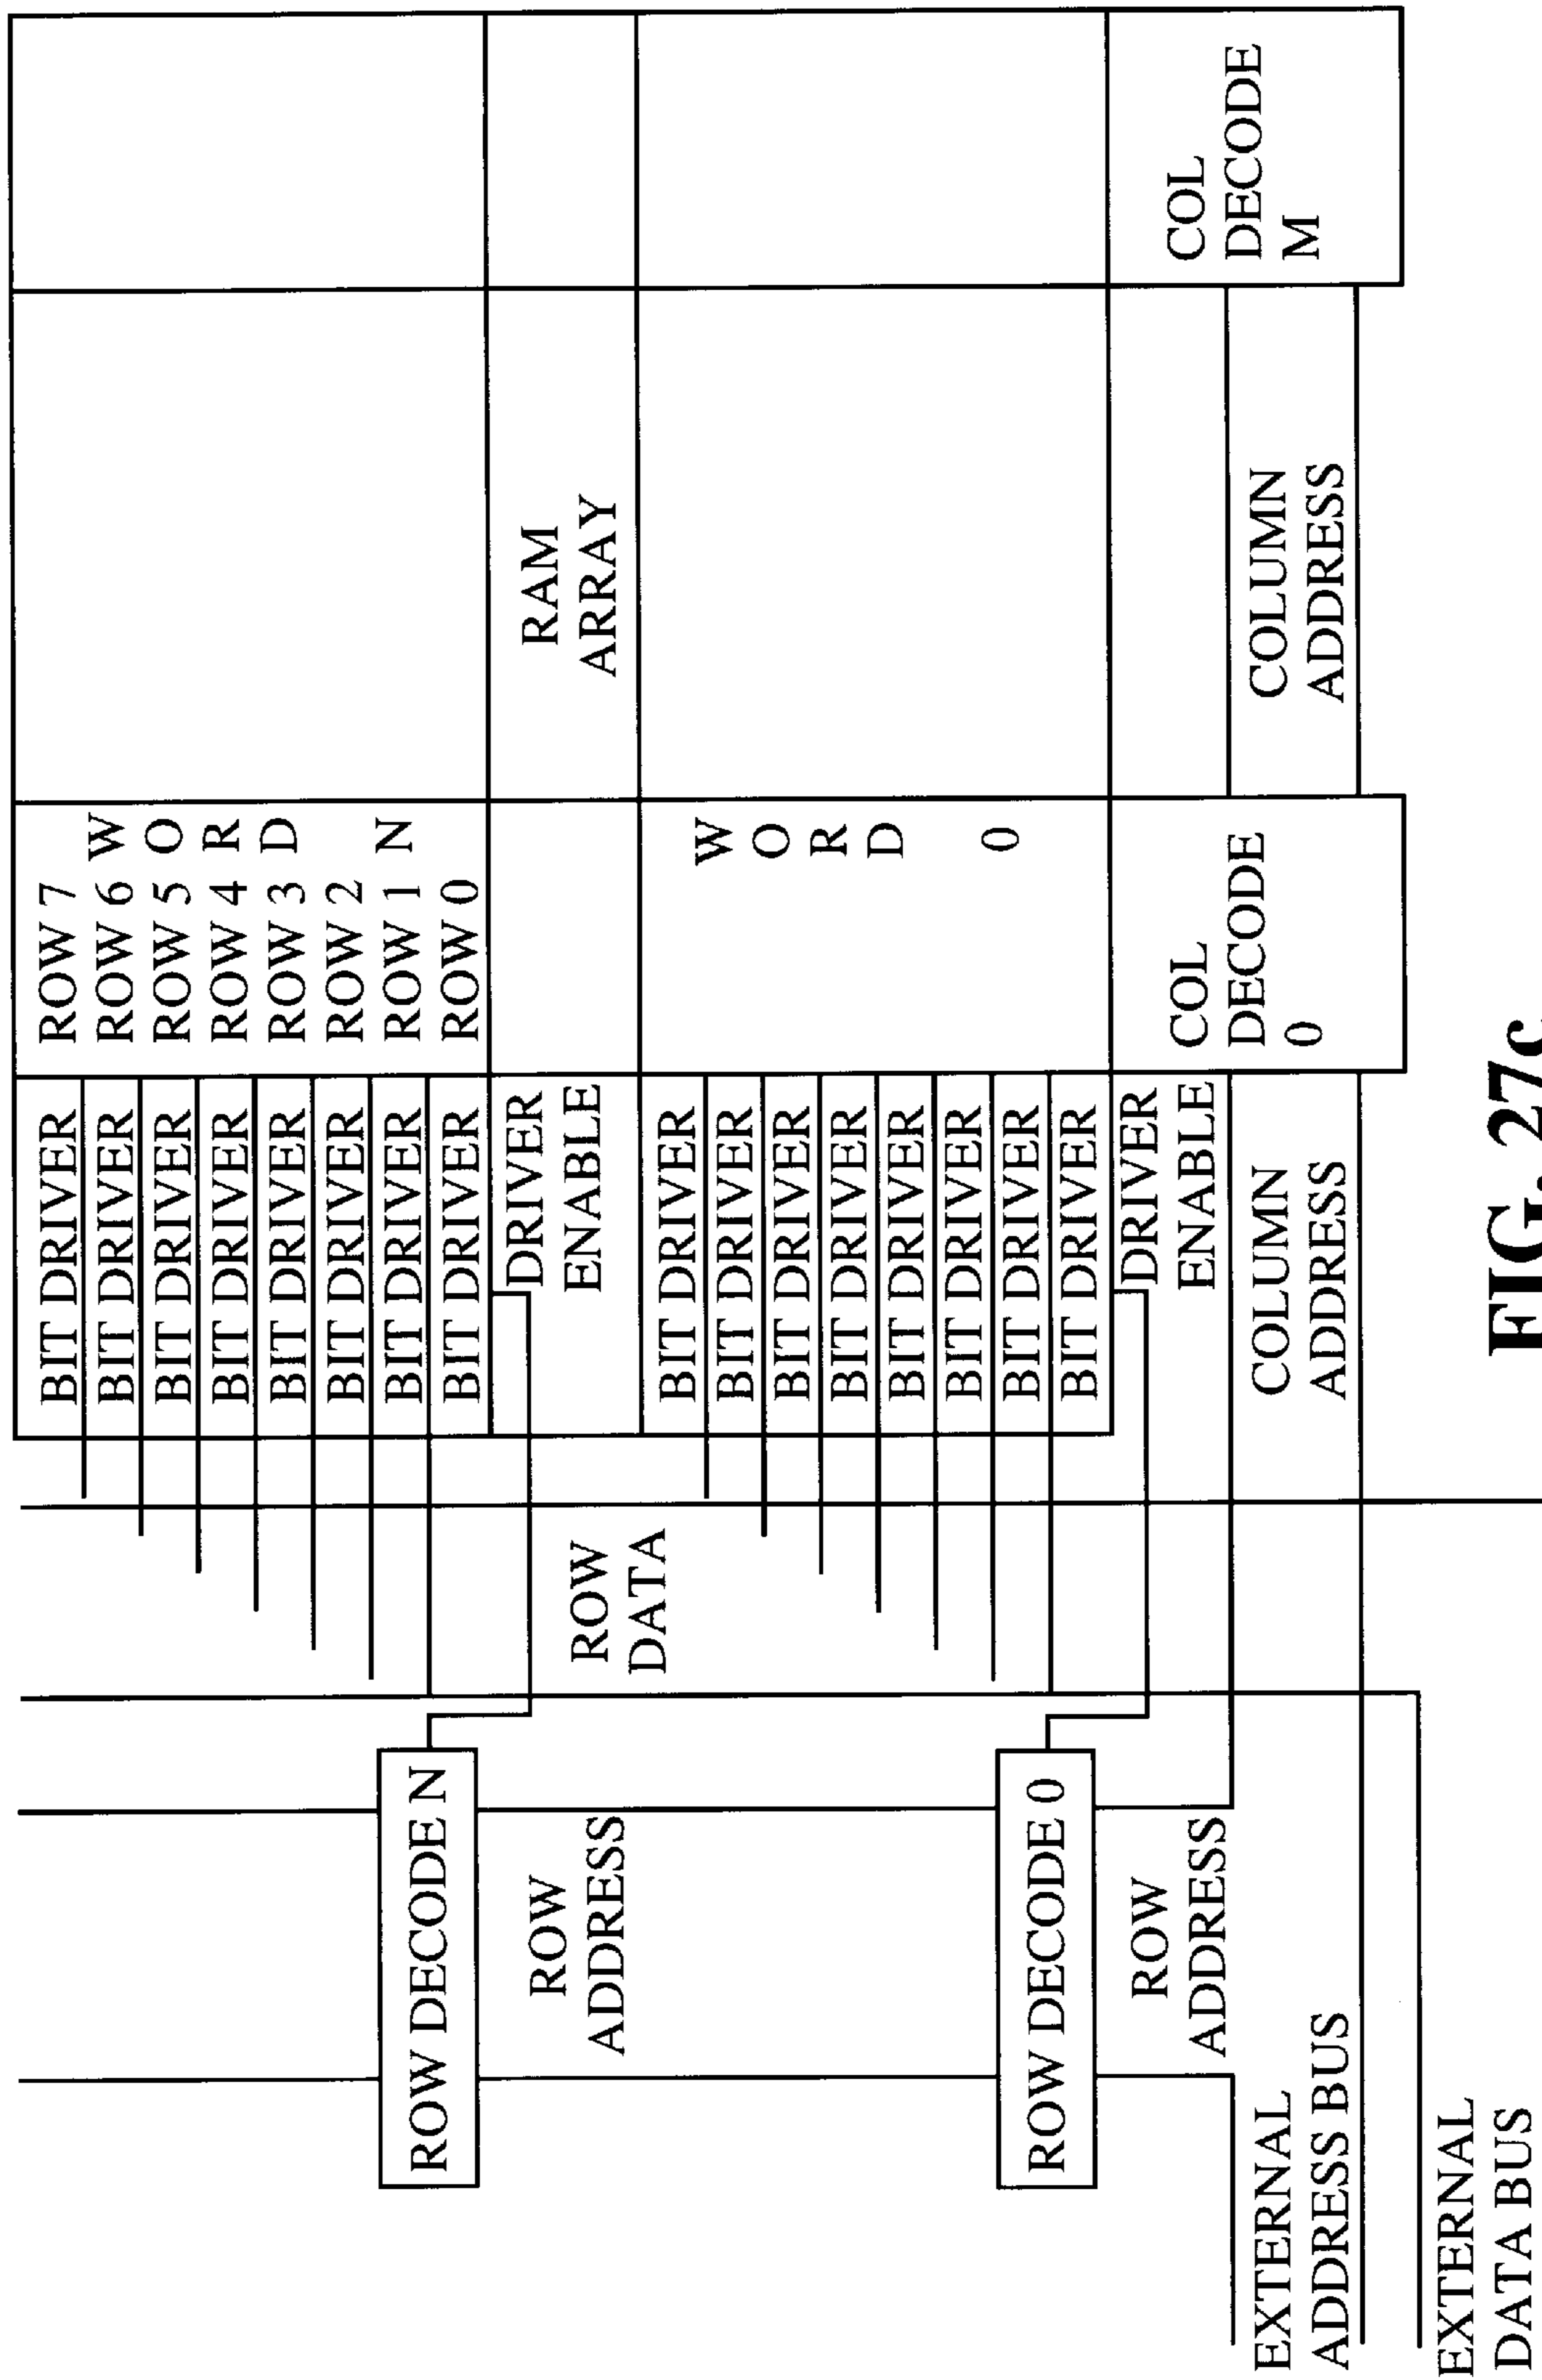 BIT DRIVER ROW 7
BIT DRIVER ROW 6 W
BIT DRIVER ROW 5 O
BIT DRIVER ROW 4 R
BIT DRIVER ROW 3 D
BIT DRIVER ROW 2
BIT DRIVER ROW 1 N
ROW DECODE N
BIT DRIVER ROW 0
DRIVER
ENABLE
RAM
ARRAY
ROW
ADDRESS
ROW
DATA
BIT DRIVER
BIT DRIVER W
BIT DRIVER O
BIT DRIVER R
BIT DRIVER D
BIT DRIVER
BIT DRIVER 0
ROW DECODE 0
BIT DRIVER
DRIVER
ENABLE
ROW
ADDRESS
COL
DECODE
0
COL
DECODE
M
EXTERNAL
ADDRESS BUS
COLUMN
ADDRESS
COLUMN
ADDRESS
EXTERNAL
DATA BUS
FIG. 27c